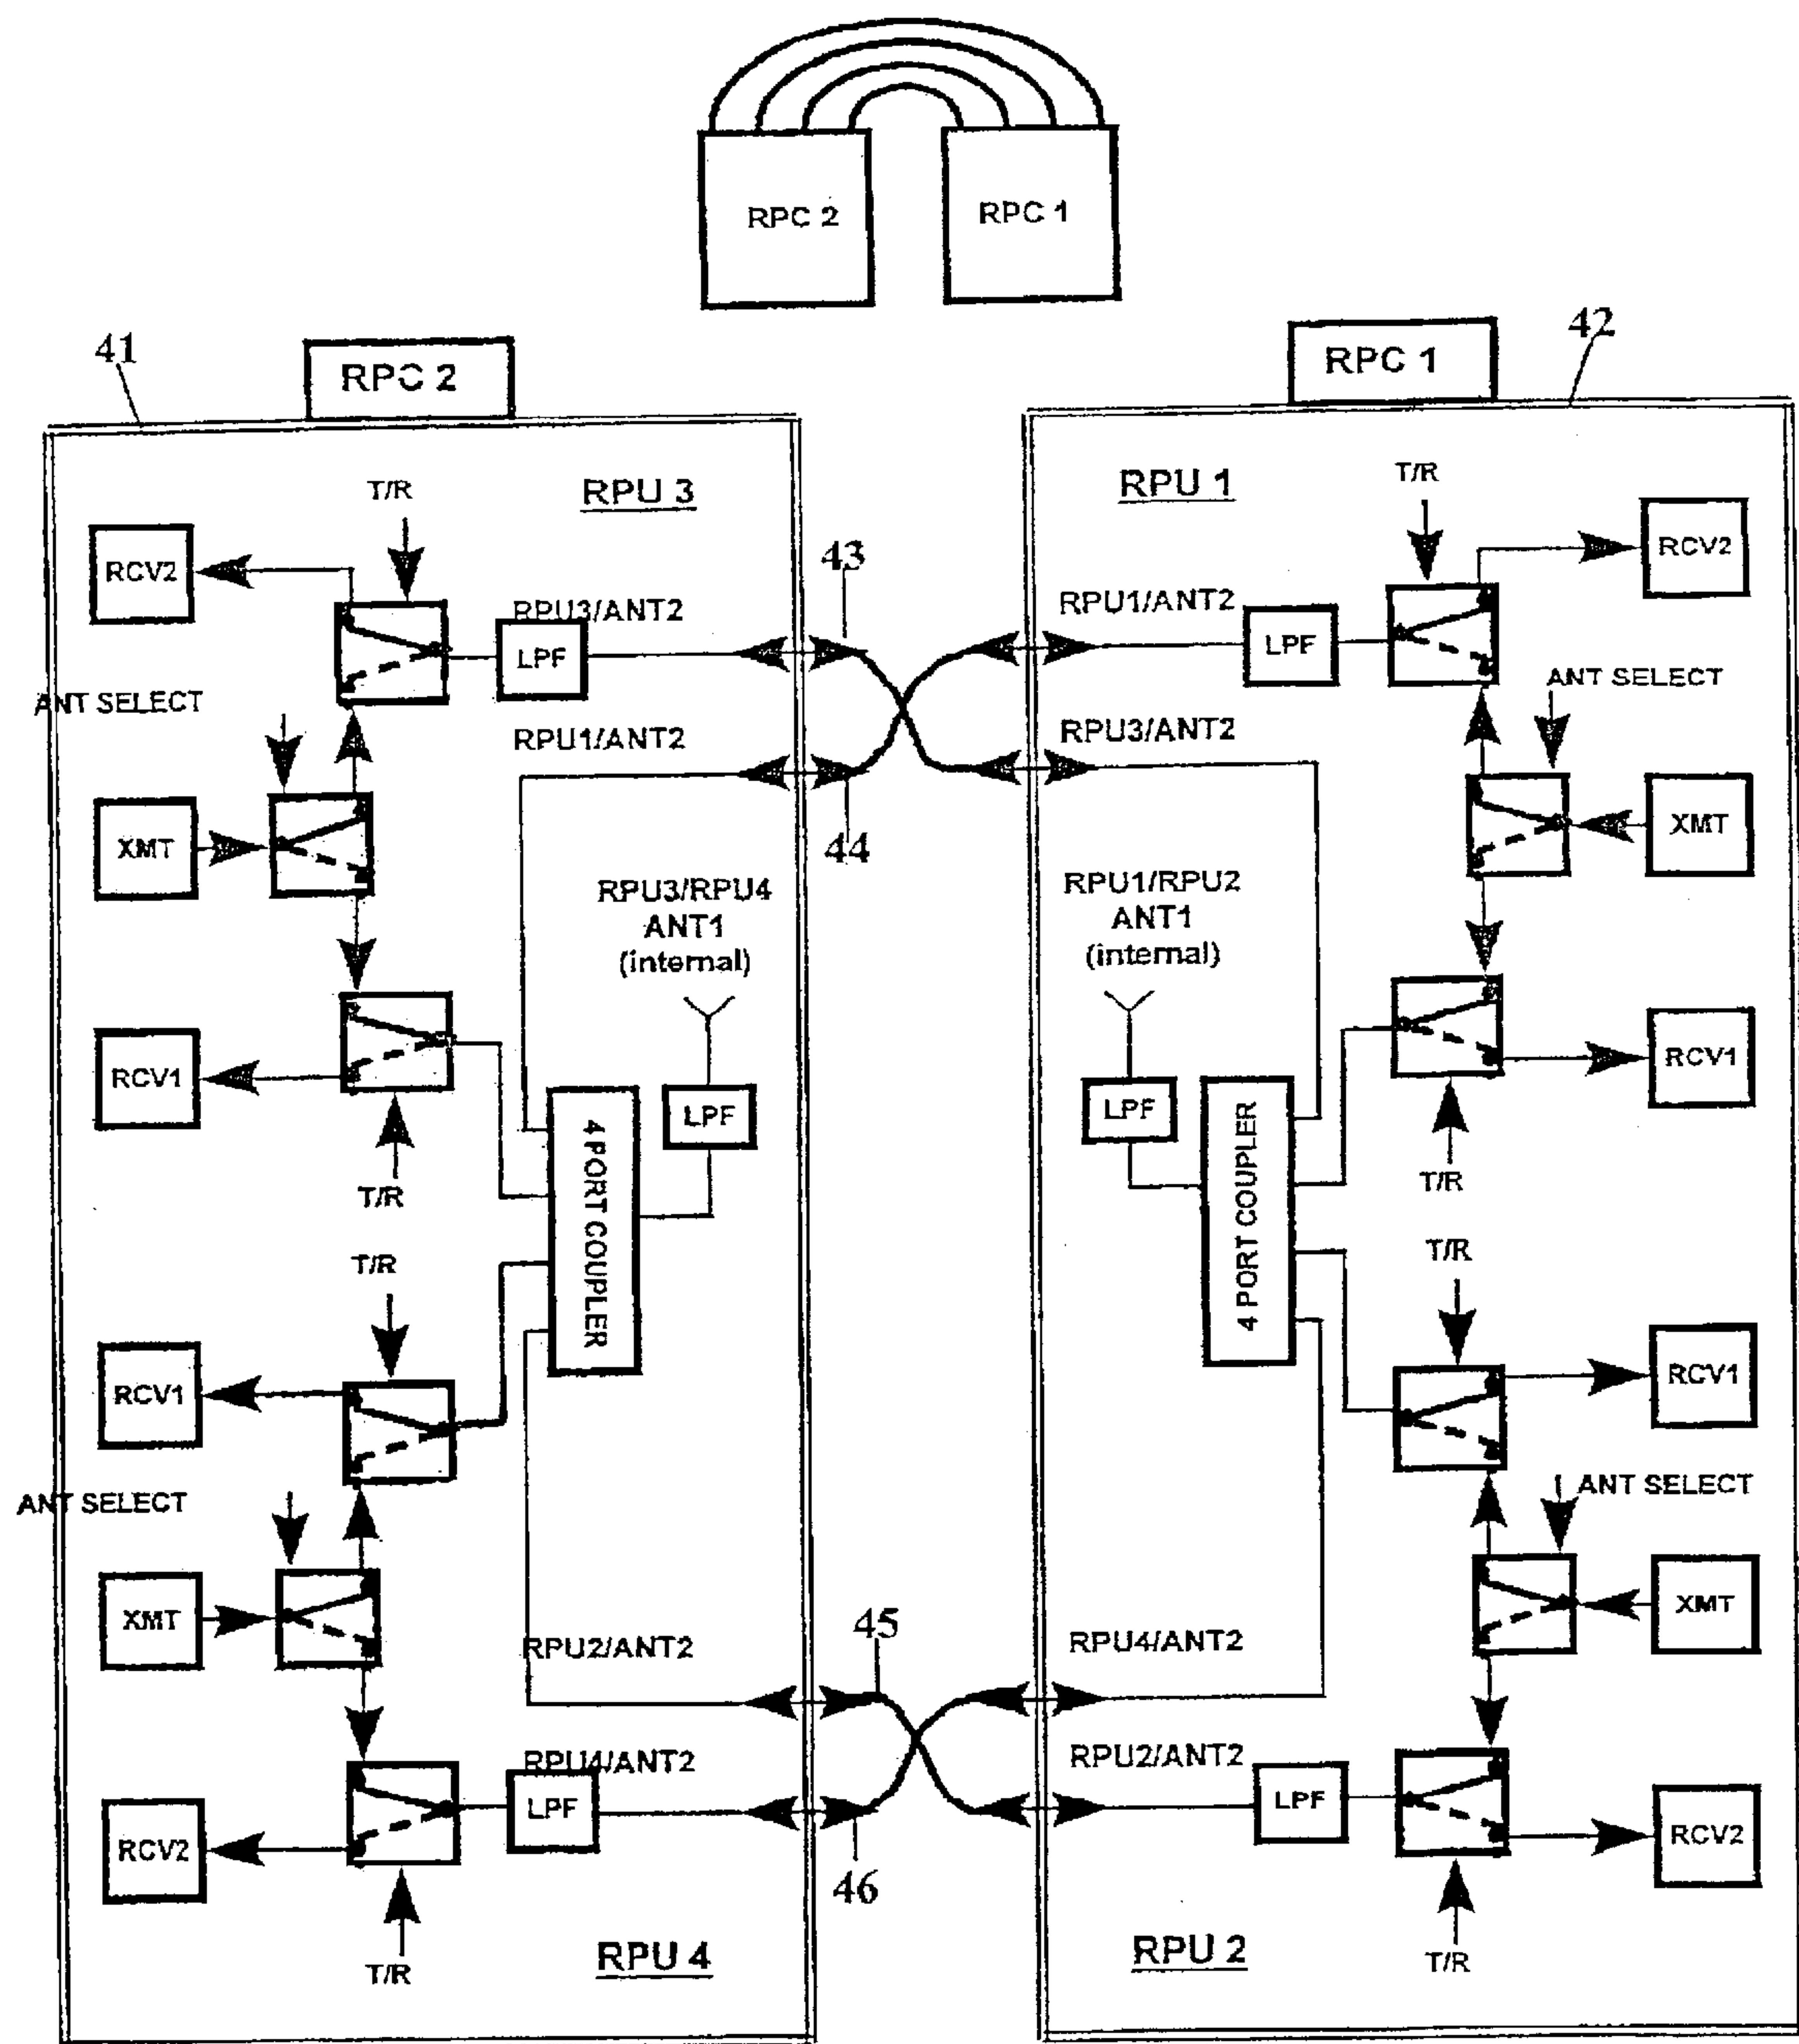 RPC 2
RPC 1
41
RPC 2
RPC 1
42
T/R
RPU 3
RCV2
RPU3/ANT2
LPF
ANT SELECT
RPU1/ANT2
XMT
RPU3/RPU4
ANT1
(internal)
RCV1
LPF
T/R
4 PORT COUPLER
T/R
RCV1
ANT SELECT
XMT
RPU2/ANT2
RPU4/ANT2
LPF
RCV2
T/R
RPU 4
43
44
45
46
RPU 1
T/R
RCV2
RPU1/ANT2
LPF
ANT SELECT
RPU3/ANT2
XMT
RPU1/RPU2
ANT1
(internal)
LPF
4 PORT COUPLER
RCV1
T/R
T/R
RCV1
ANT SELECT
XMT
RPU4/ANT2
RPU2/ANT2
LPF
RCV2
RPU 2
T/R